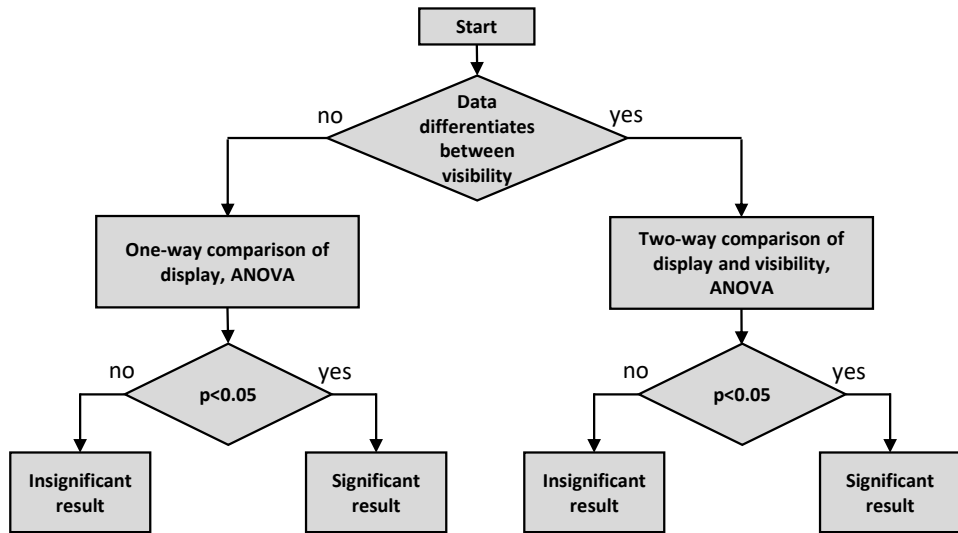 Start
Data
differentiates
between
visibility
no
yes
One-way comparison of
display, ANOVA
Two-way comparison of
display and visibility,
ANOVA
no
p<0.05
yes
no
p<0.05
yes
Insignificant
result
Significant
result
Insignificant
result
Significant
result